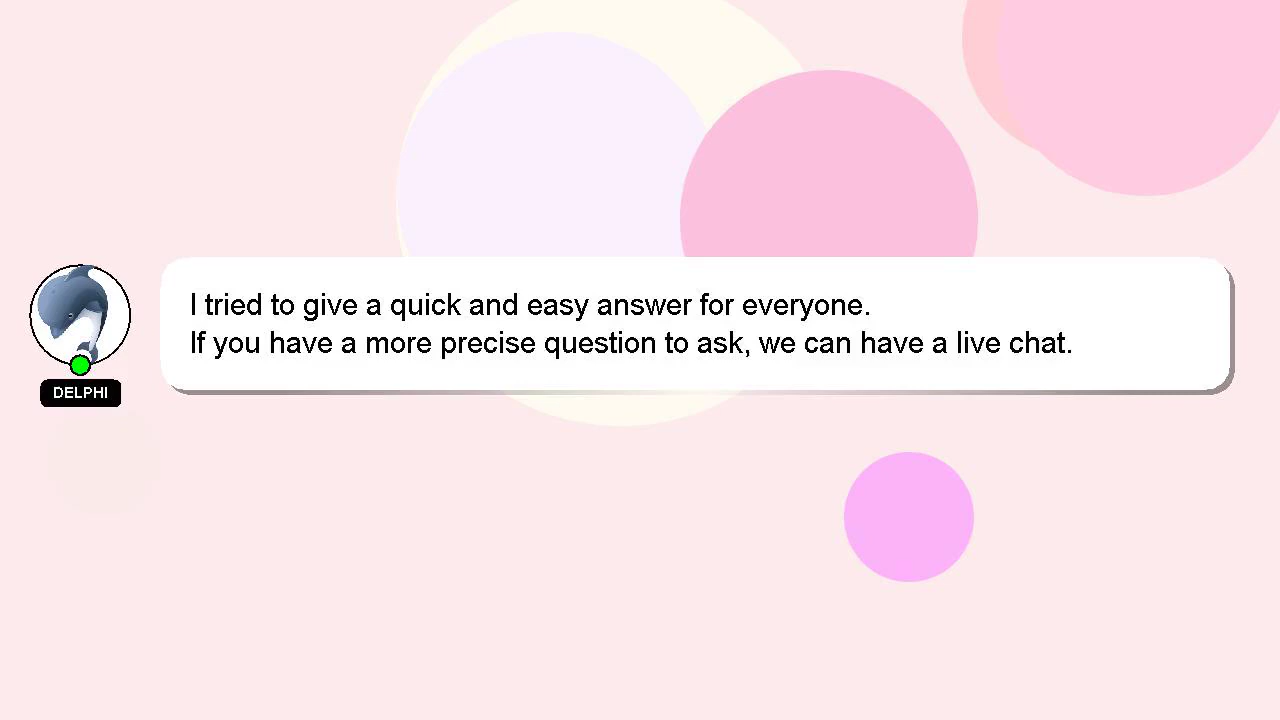 I tried to give a quick and easy answer for everyone.
If you have a more precise question to ask, we can have a live chat.
DELPHI